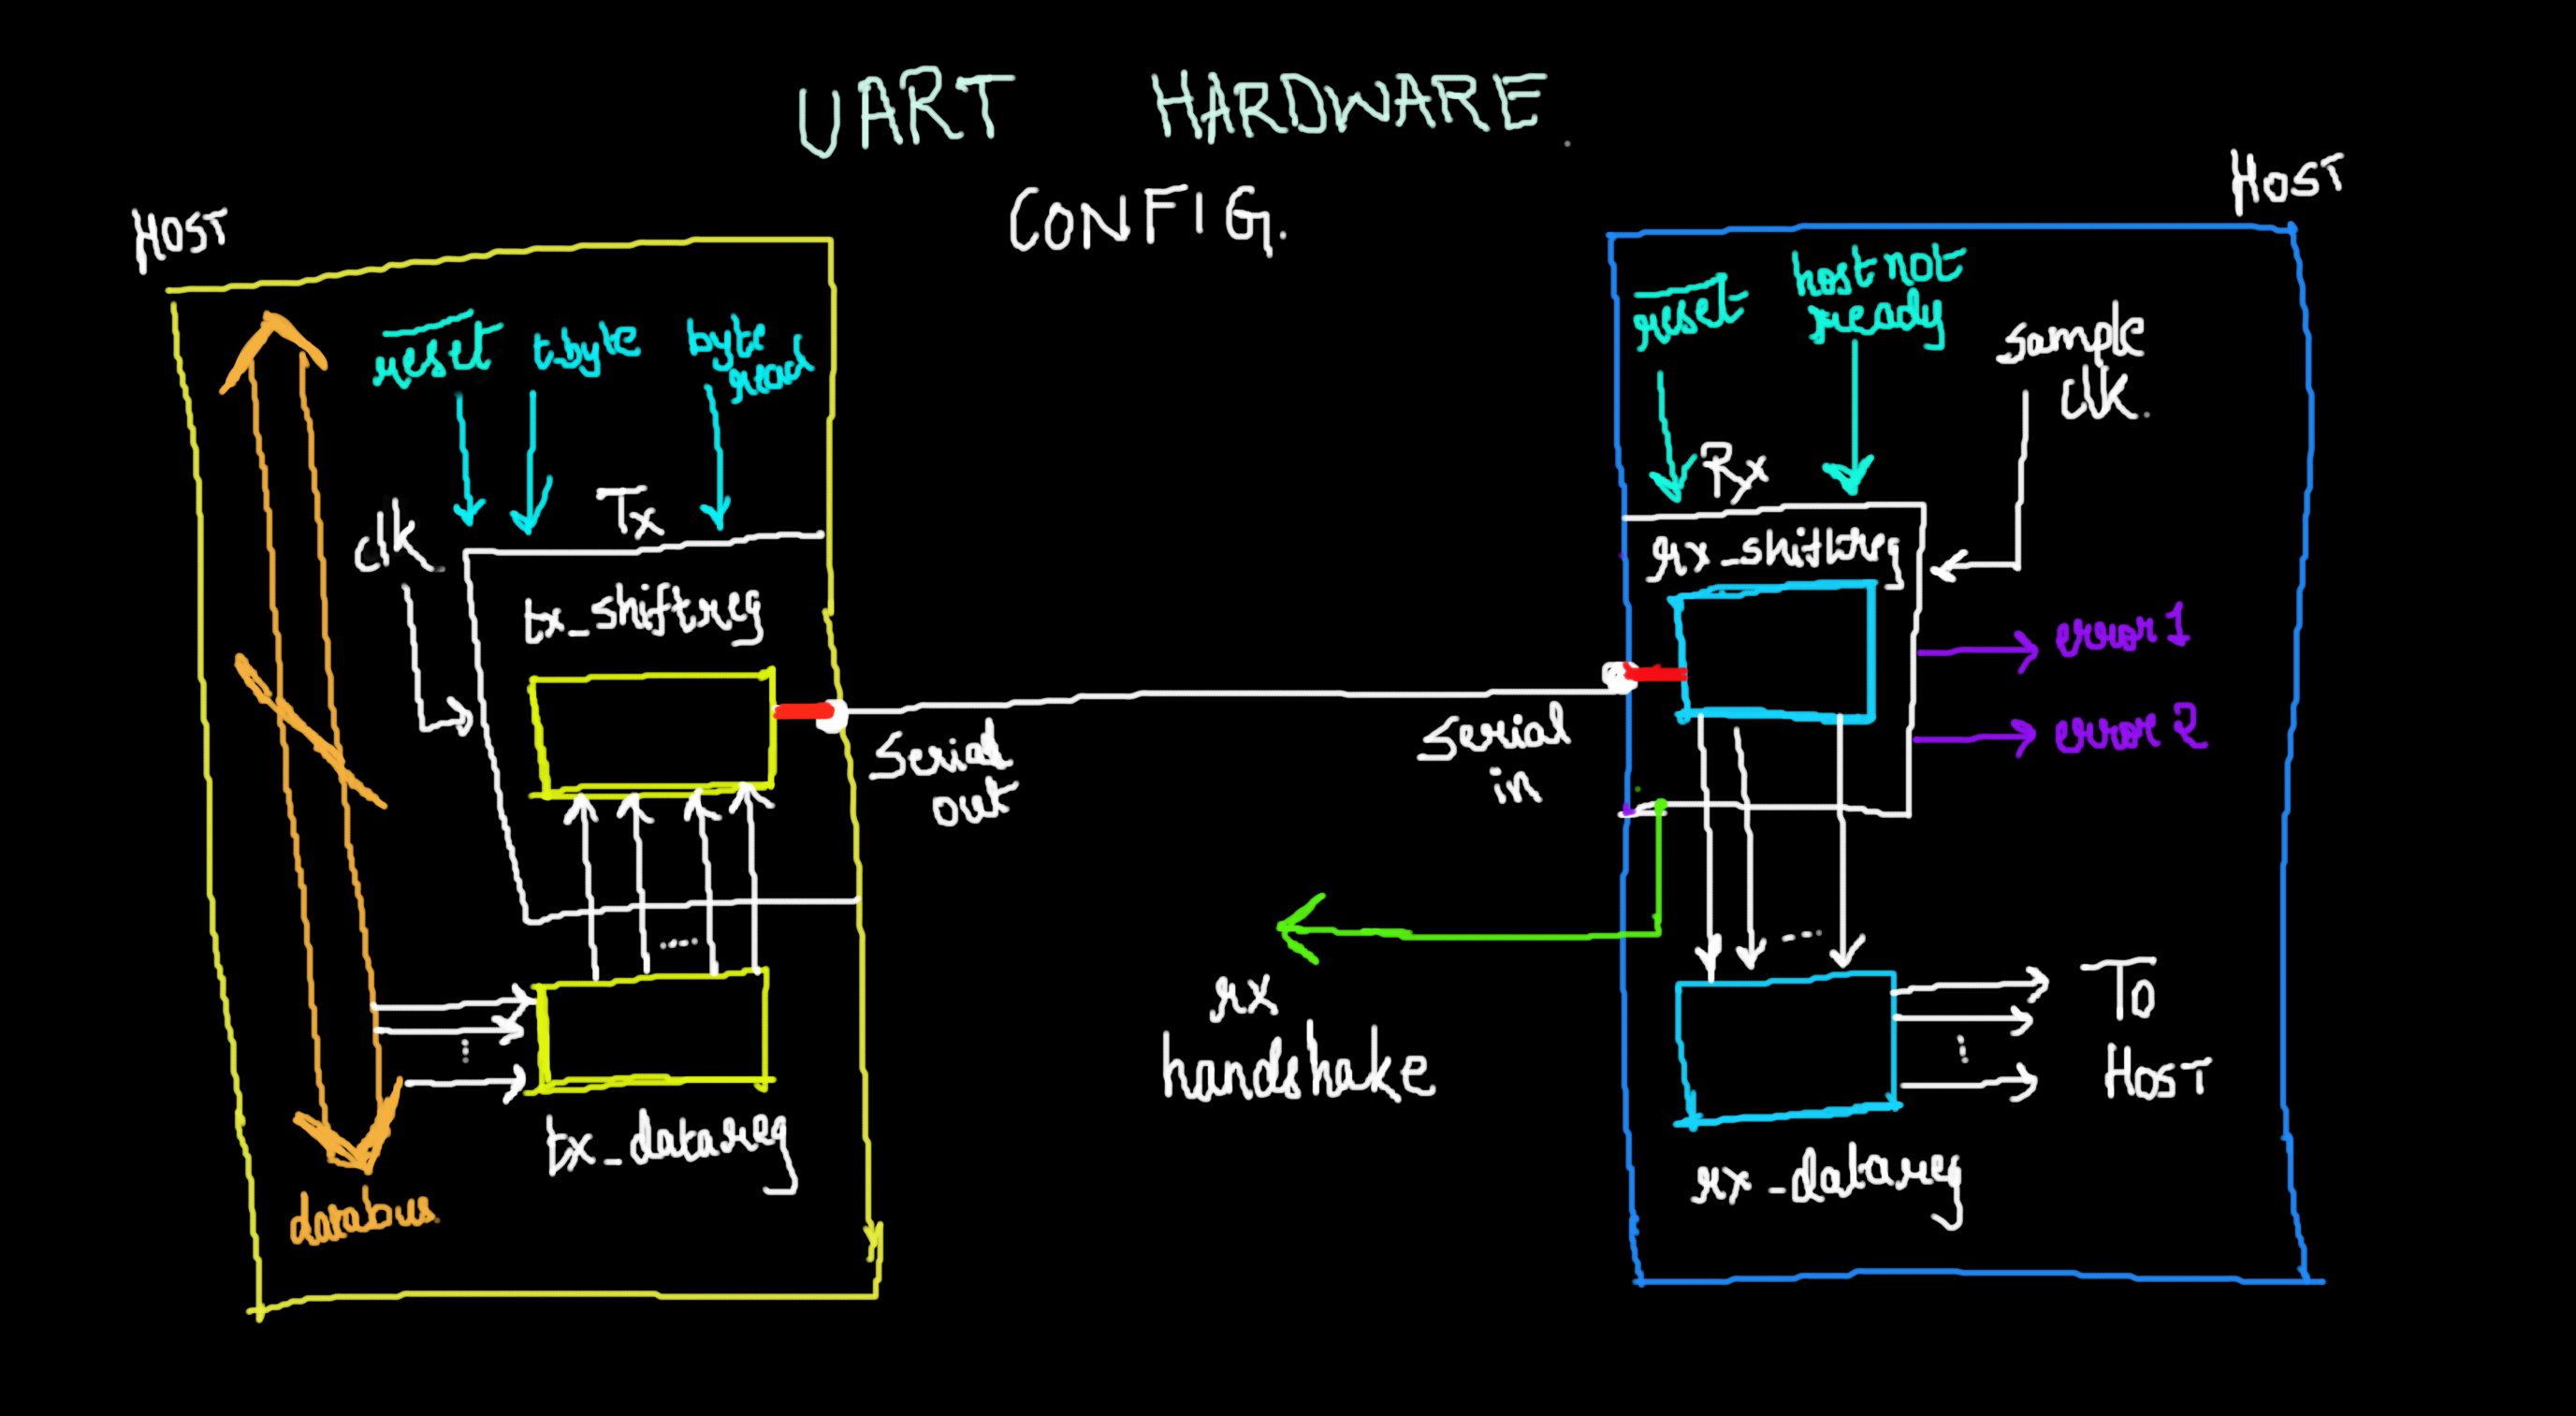 UART HARDWARE
CONFIG.
HOST
reset
t.byte
byte
read
clk
Tx
tx_shiftreg
Serial
out
tx_datareg
databus
rx
handshake
HOST
reset
host not
ready
sample
clk.
Rx
rx_shiftreg
error 1
error 2
Serial
in
To
HOST
rx_datareg